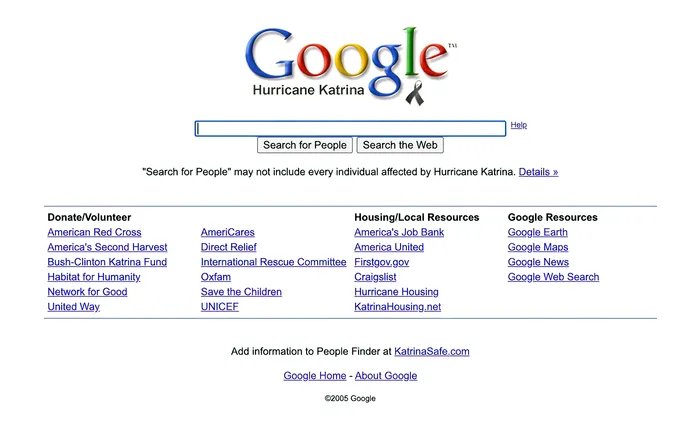 Google™
Hurricane Katrina
Help
Search for People Search the Web
"Search for People" may not include every individual affected by Hurricane Katrina. Details »
Donate/Volunteer Housing/Local Resources Google Resources
American Red Cross AmeriCares America's Job Bank Google Earth
America's Second Harvest Direct Relief America United Google Maps
Bush-Clinton Katrina Fund International Rescue Committee Firstgov.gov Google News
Habitat for Humanity Oxfam Craigslist Google Web Search
Network for Good Save the Children Hurricane Housing
United Way UNICEF KatrinaHousing.net
Add information to People Finder at KatrinaSafe.com
Google Home - About Google
©2005 Google